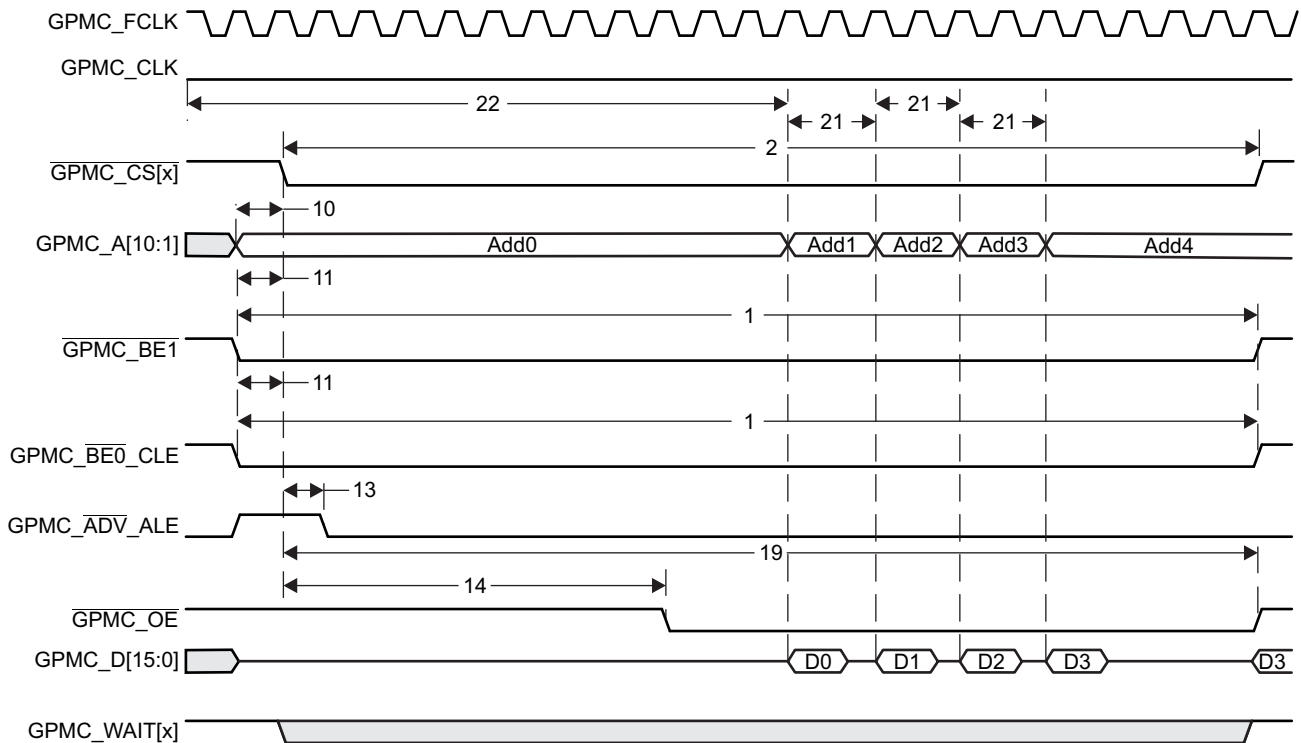 GPMC_FCLK
GPMC_CLK
22
21
21
21
2
GPMC_CS[x]
10
GPMC_A[10:1]
Add0
Add1
Add2
Add3
Add4
11
1
GPMC_BE1
11
1
GPMC_BE0_CLE
13
GPMC_ADV_ALE
19
14
GPMC_OE
GPMC_D[15:0]
D0
D1
D2
D3
D3
GPMC_WAIT[x]